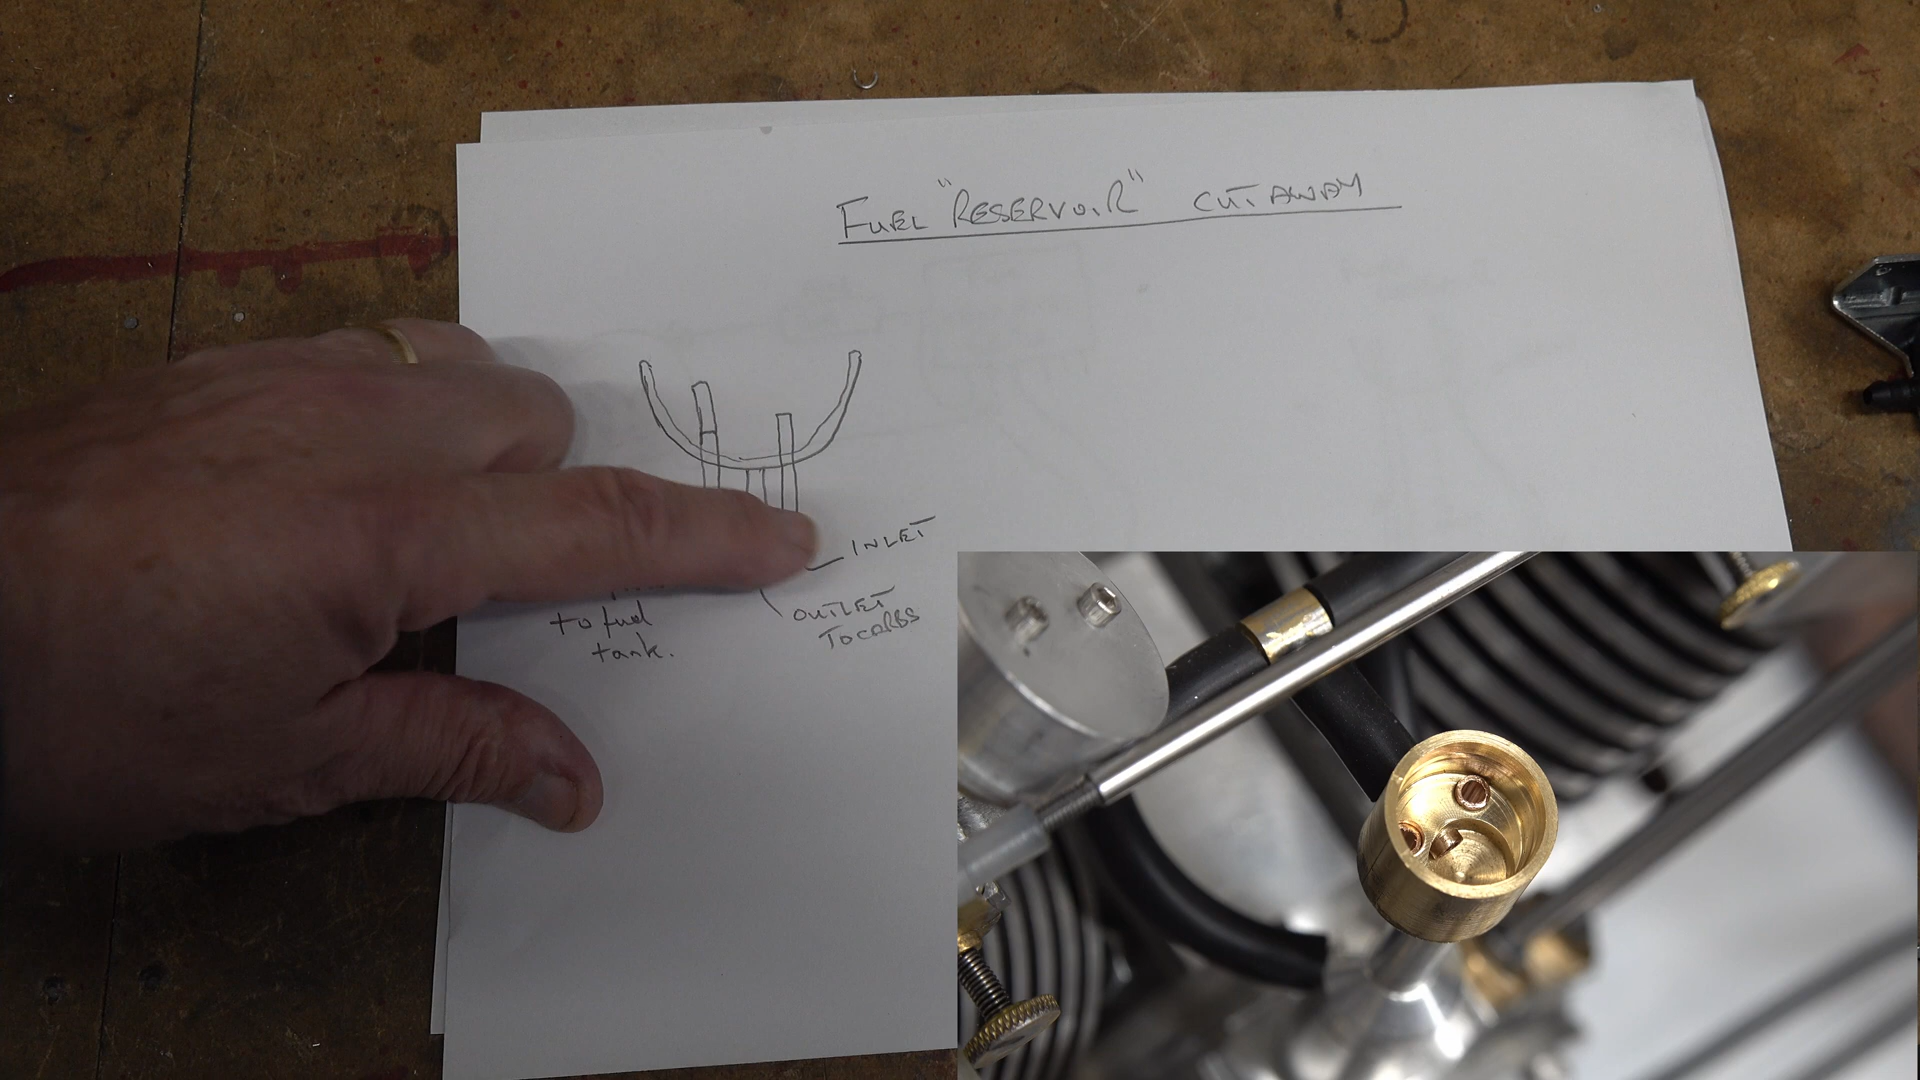 FUEL "RESERVOIR" CUTAWAY
INLET
OUTLET
TO CARBS
to fuel
tank.